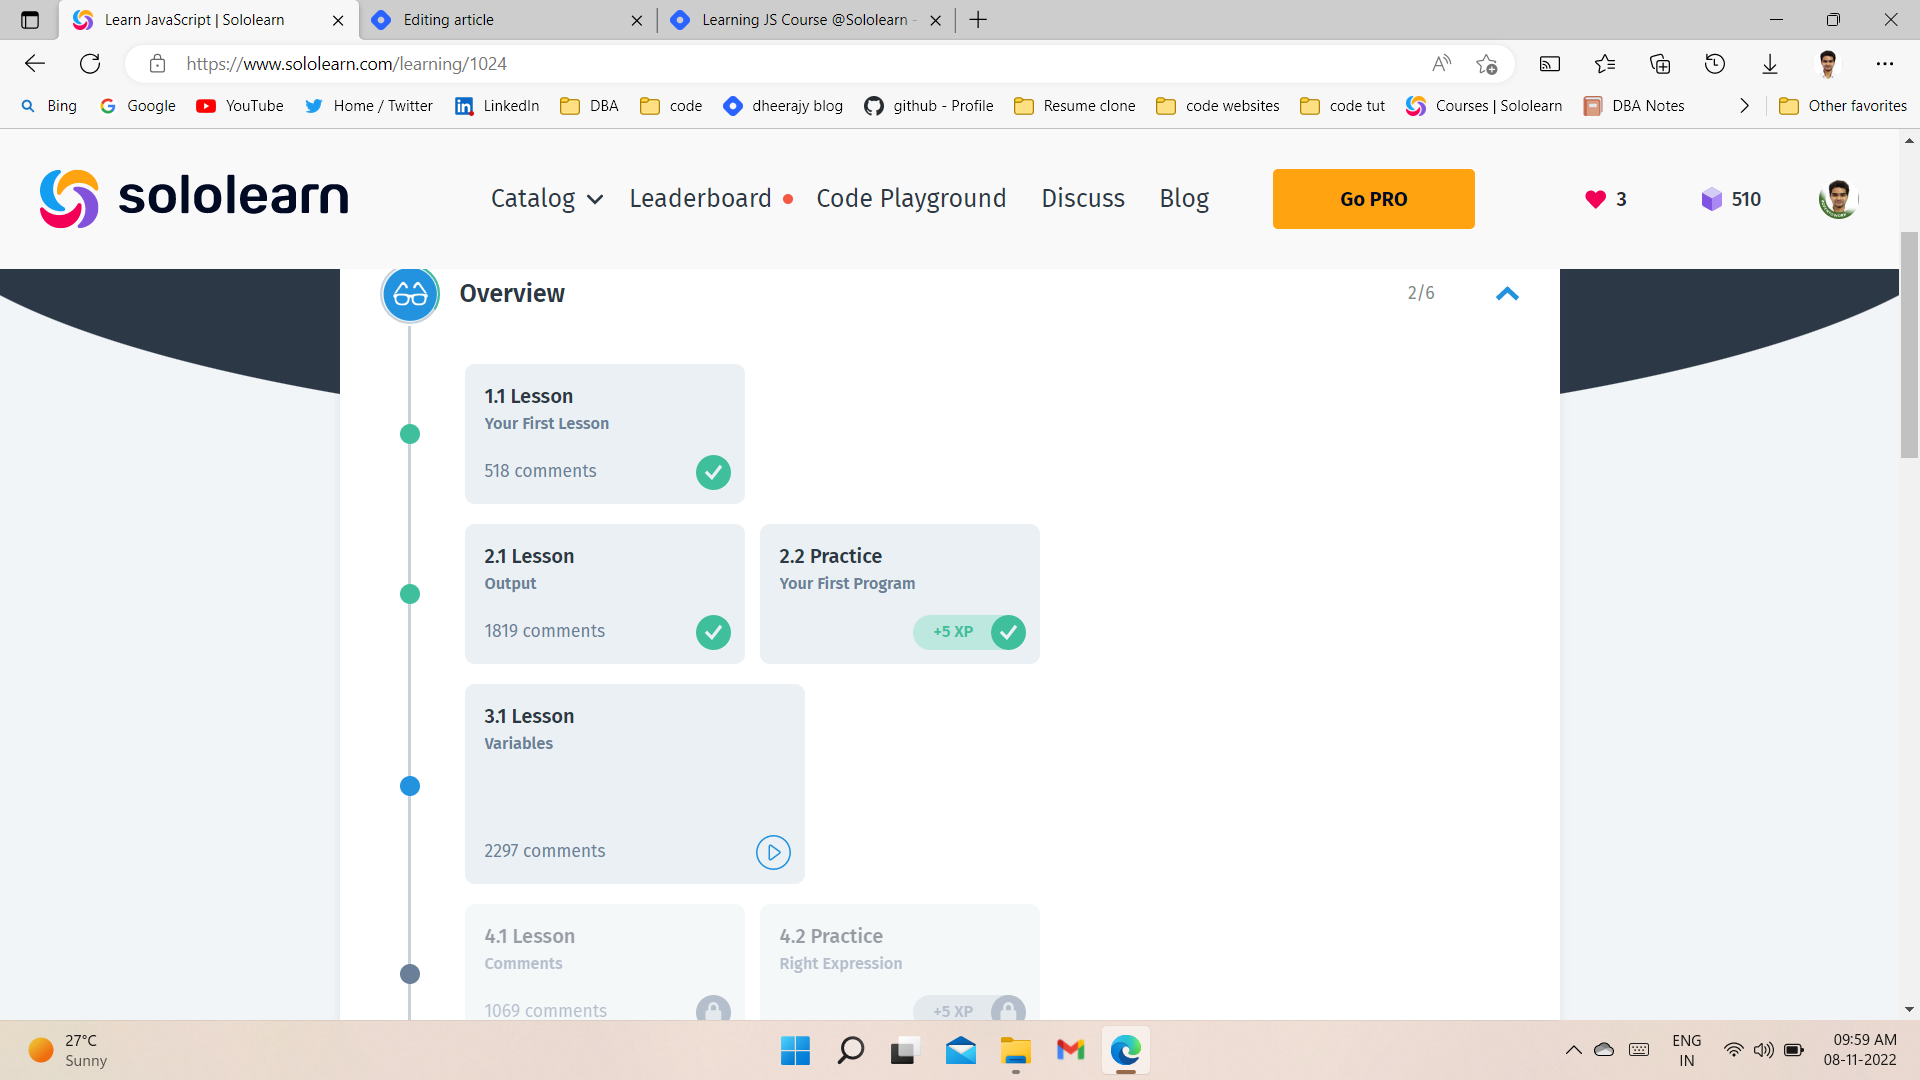 Learn JavaScript | Sololearn
Editing article
Learning JS Course @Sololearn -
https://www.sololearn.com/learning/1024
Bing
Google
YouTube
Home / Twitter
LinkedIn
DBA
code
dheerajy blog
github - Profile
Resume clone
code websites
code tut
Courses | Sololearn
DBA Notes
Other favorites
sololearn
Catalog
Leaderboard
Code Playground
Discuss
Blog
Go PRO
3
510
Overview
2/6
1.1 Lesson
Your First Lesson
518 comments
2.1 Lesson
Output
1819 comments
2.2 Practice
Your First Program
+5 XP
3.1 Lesson
Variables
2297 comments
4.1 Lesson
Comments
1069 comments
4.2 Practice
Right Expression
+5 XP
27°C
Sunny
ENG
IN
09:59 AM
08-11-2022